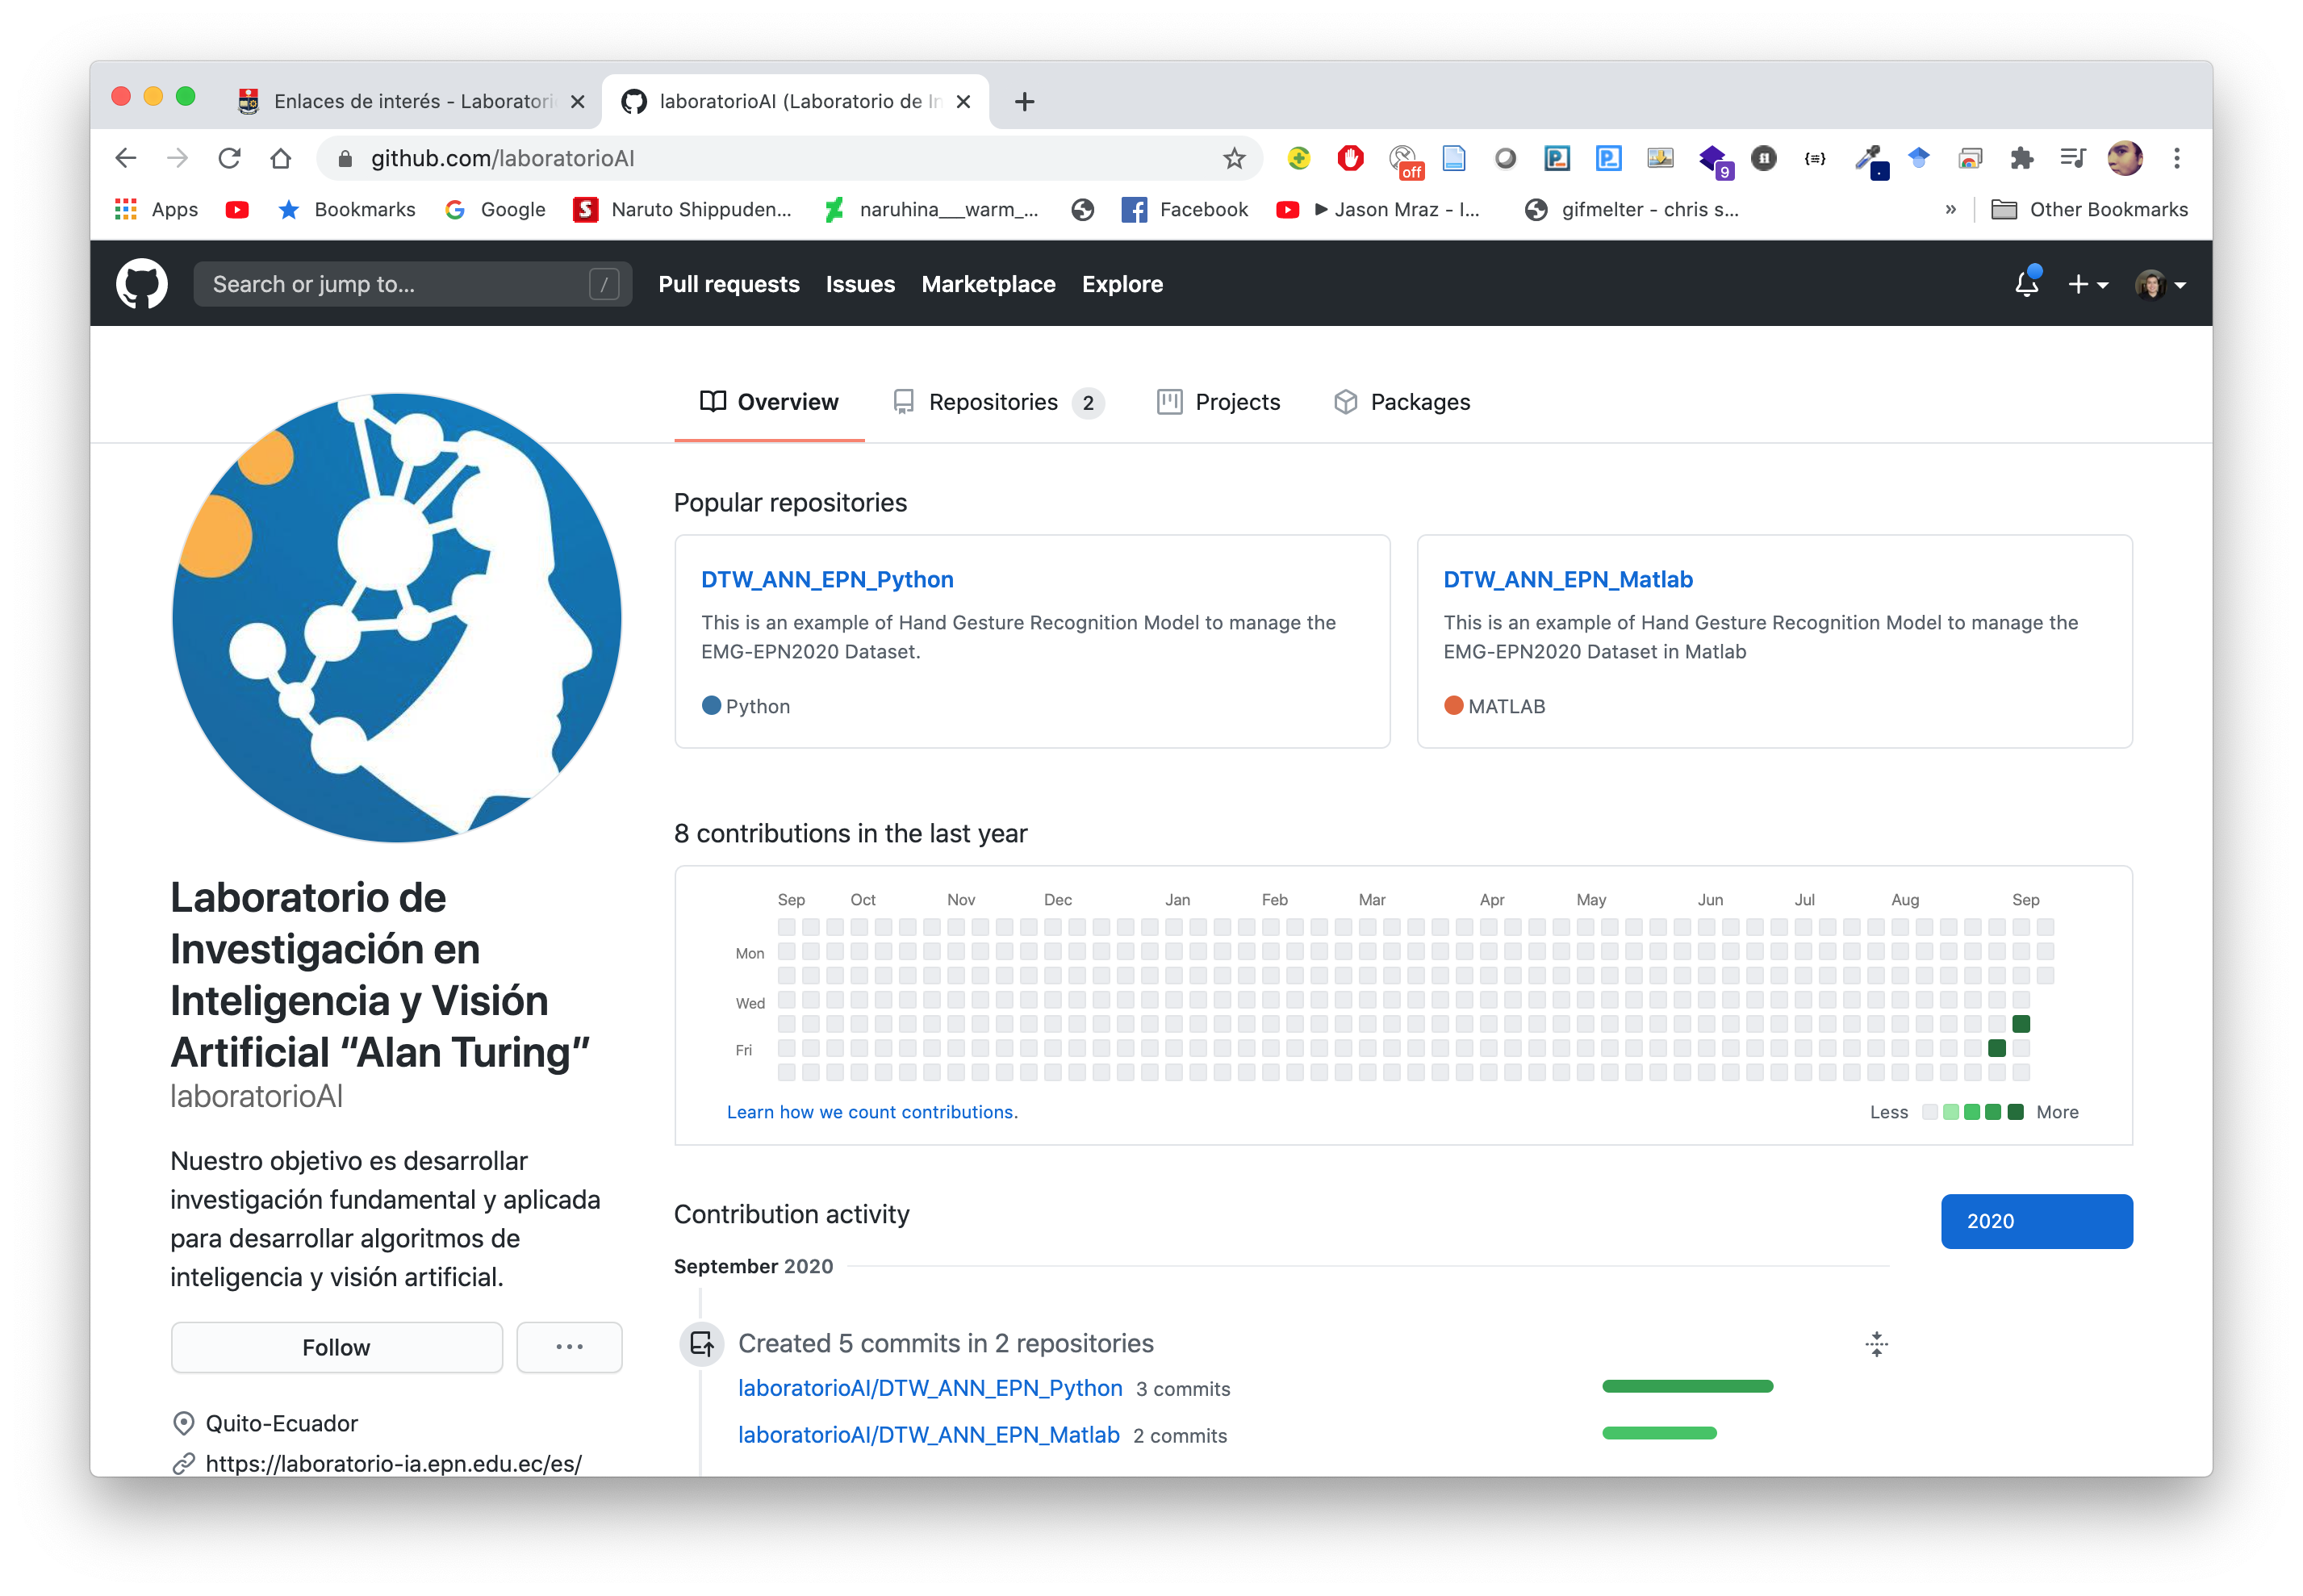 Enlaces de interés - Laboratori
laboratorioAI (Laboratorio de In
github.com/laboratorioAI
off
9
Apps
Bookmarks
Google
Naruto Shippuden...
naruhina___warm_...
Facebook
► Jason Mraz - I...
gifmelter - chris s...
»
Other Bookmarks
Search or jump to...
/
Pull requests
Issues
Marketplace
Explore
Overview
Repositories 2
Projects
Packages
Popular repositories
DTW_ANN_EPN_Python
This is an example of Hand Gesture Recognition Model to manage the
EMG-EPN2020 Dataset.
Python
DTW_ANN_EPN_Matlab
This is an example of Hand Gesture Recognition Model to manage the
EMG-EPN2020 Dataset in Matlab
MATLAB
8 contributions in the last year
Sep Oct Nov Dec Jan Feb Mar Apr May Jun Jul Aug Sep
Mon
Wed
Fri
Learn how we count contributions.
Less
More
Laboratorio de
Investigación en
Inteligencia y Visión
Artificial “Alan Turing”
laboratorioAI
Nuestro objetivo es desarrollar
investigación fundamental y aplicada
para desarrollar algoritmos de
inteligencia y visión artificial.
Follow
...
Quito-Ecuador
https://laboratorio-ia.epn.edu.ec/es/
Contribution activity
2020
September 2020
Created 5 commits in 2 repositories
laboratorioAI/DTW_ANN_EPN_Python 3 commits
laboratorioAI/DTW_ANN_EPN_Matlab 2 commits